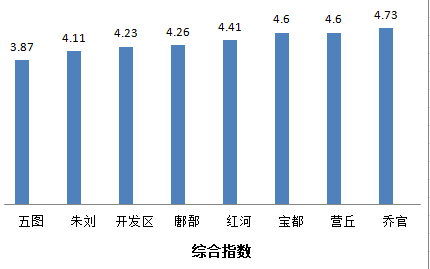 3.87 4.11 4.23 4.26 4.41 4.6 4.6 4.73
五图 朱刘 开发区 鄌郚 红河 宝都 营丘 乔官
综合指数